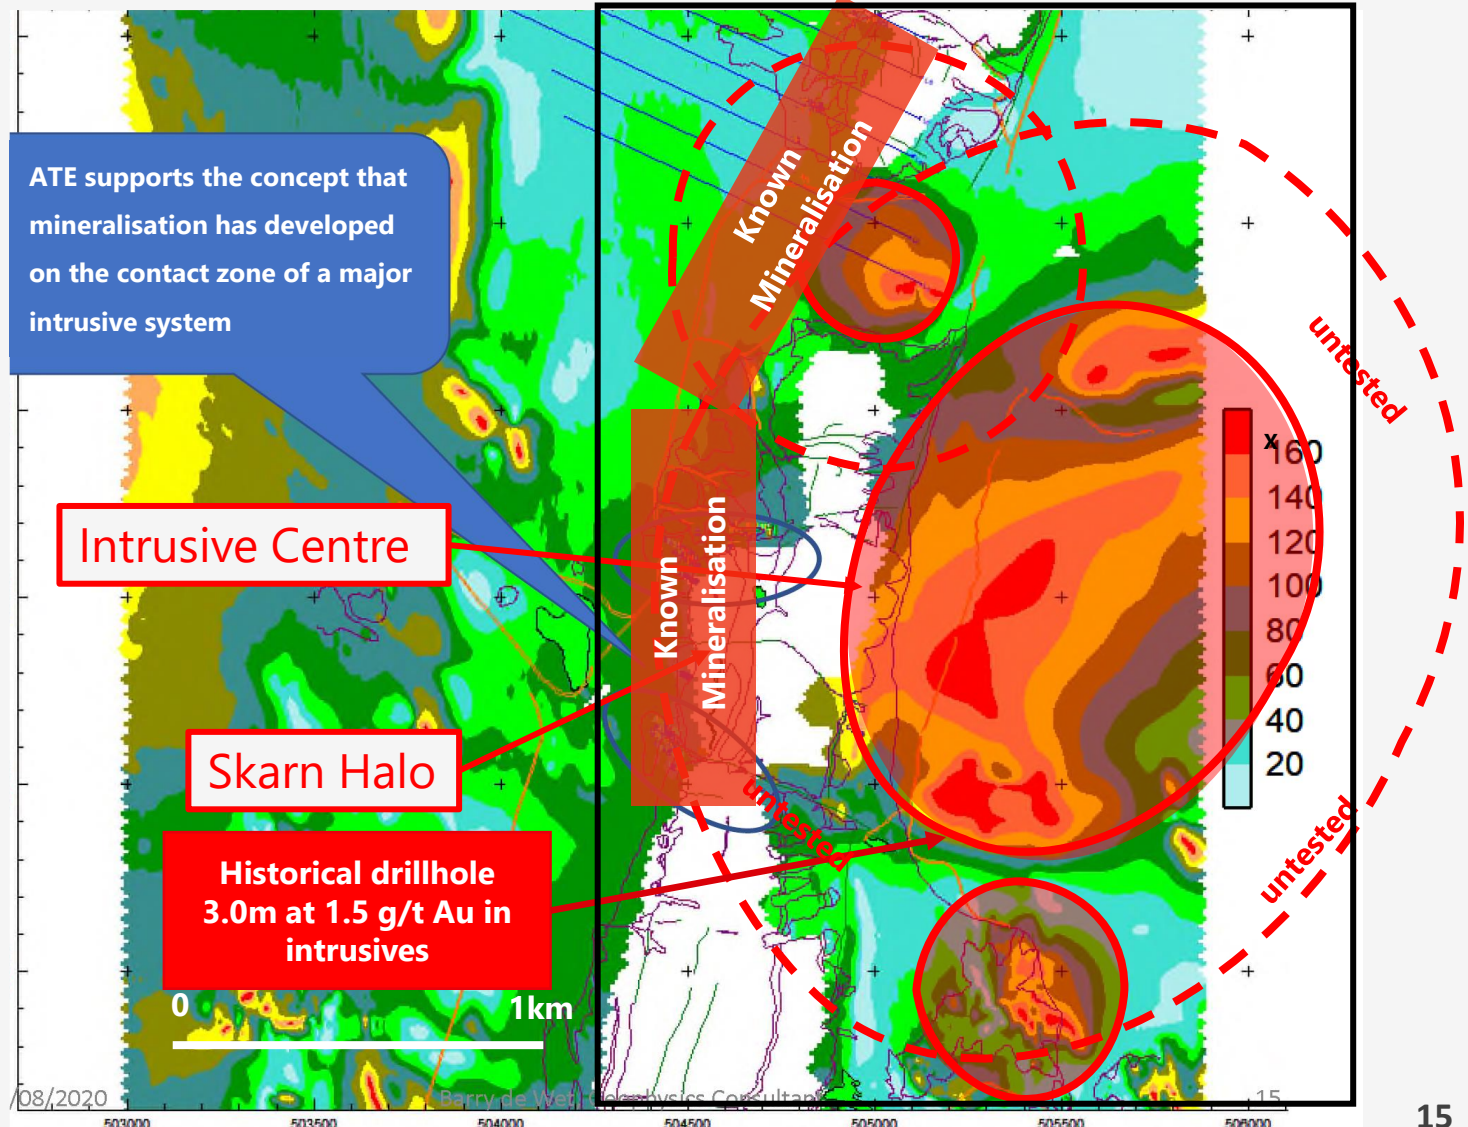 ATE supports the concept that
mineralisation has developed
on the contact zone of a major
intrusive system
Known
Mineralisation
untested
x
160
140
120
100
80
60
40
20
Intrusive Centre
Known
Mineralisation
Skarn Halo
untested
untested
Historical drillhole
3.0m at 1.5 g/t Au in
intrusives
0 1km
/08/2020 Barry de Wet, Geophysics Consultant 15
15
503000 503500 504000 504500 505000 505500 506000